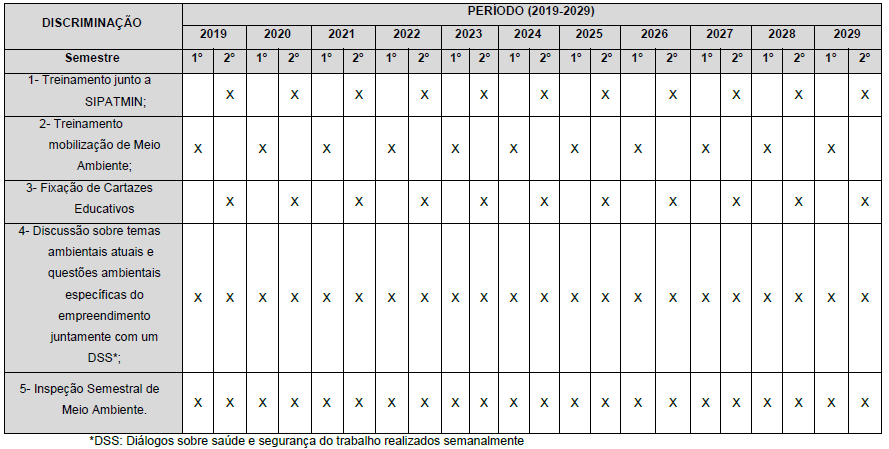 DISCRIMINAÇÃO
PERÍODO (2019-2029)
2019 2020 2021 2022 2023 2024 2025 2026 2027 2028 2029
Semestre 1° 2° 1° 2° 1° 2° 1° 2° 1° 2° 1° 2° 1° 2° 1° 2° 1° 2° 1° 2° 1° 2°
1- Treinamento junto a
SIPATMIN;
X X X X X X X X X X X
2- Treinamento
mobilização de Meio
Ambiente;
X X X X X X X X X X X
3- Fixação de Cartazes
Educativos
X X X X X X X X X X X
4- Discussão sobre temas
ambientais atuais e
questões ambientais
específicas do
empreendimento
juntamente com um
DSS*;
X X X X X X X X X X X X X X X X X X X X X X
5- Inspeção Semestral de
Meio Ambiente.
X X X X X X X X X X X X X X X X X X X X X X
*DSS: Diálogos sobre saúde e segurança do trabalho realizados semanalmente